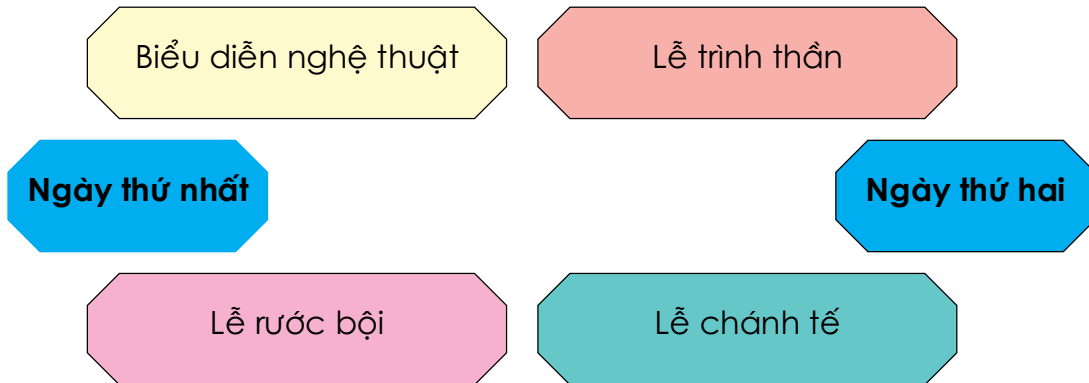 Biểu diễn nghệ thuật
Lễ trình thần
Ngày thứ nhất
Ngày thứ hai
Lễ rước bội
Lễ chánh tế